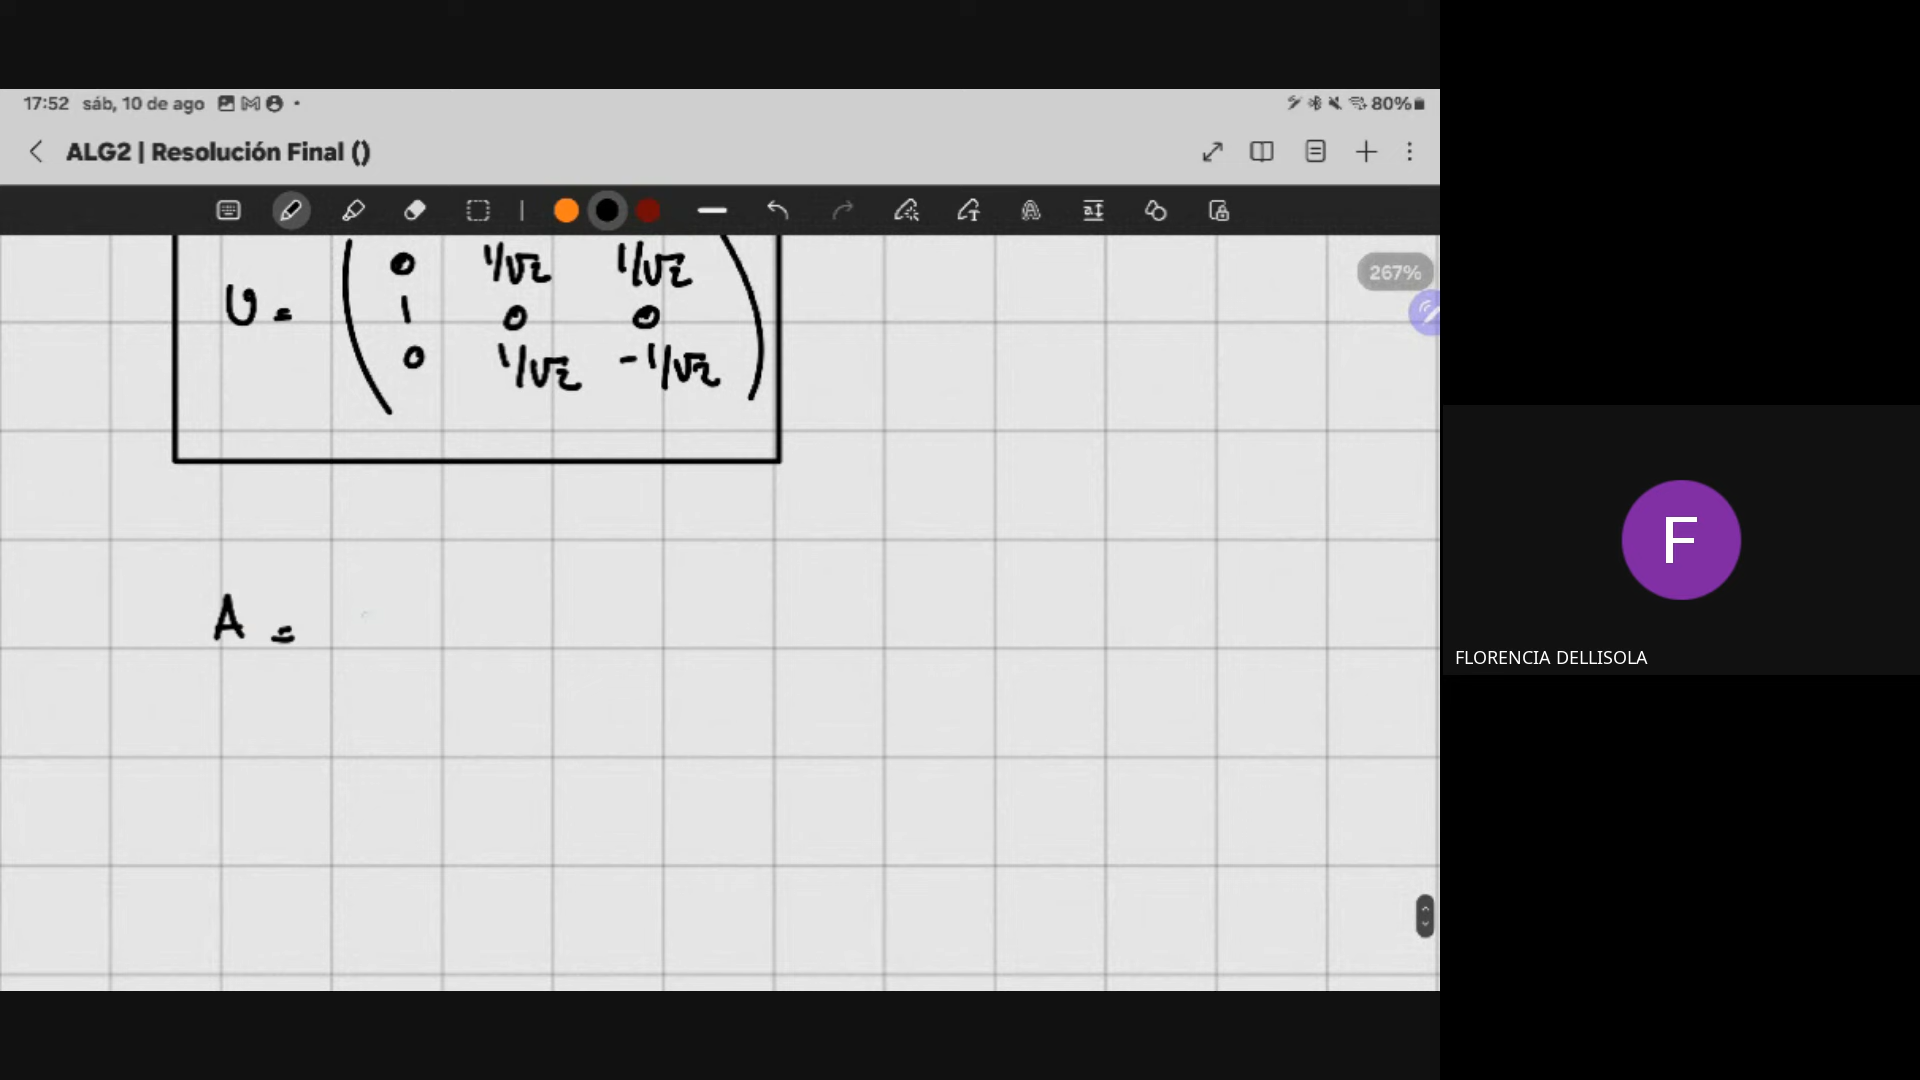 17:52 sáb, 10 de ago 80%
ALG2 | Resolución Final ()
267%
0 1/√2 1/√2
U = 1 0 0
0 1/√2 -1/√2
A =
F
FLORENCIA DELLISOLA